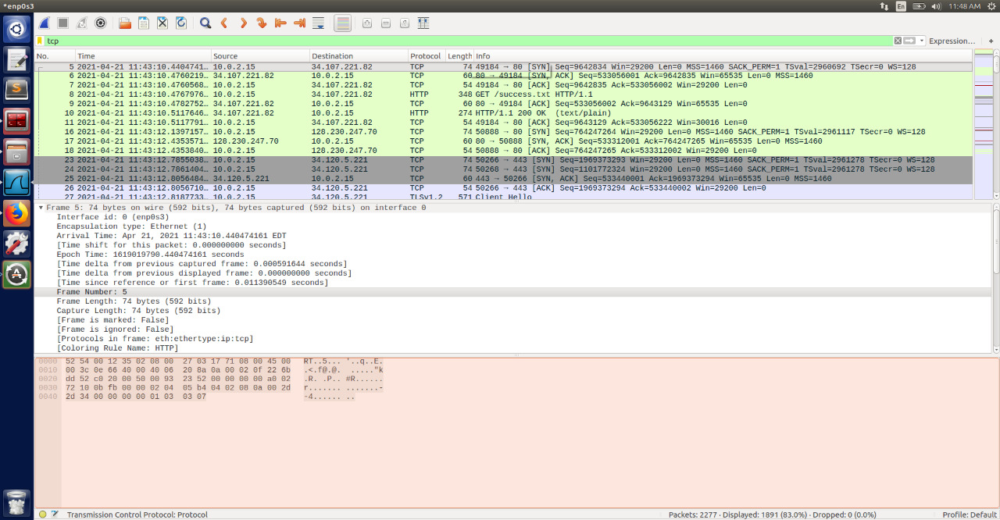 *enp0s3
En
11:48 AM
tcp
Expression…
+
No. Time Source Destination Protocol Length Info
5 2021-04-21 11:43:10.4404741… 10.0.2.15 34.107.221.82 TCP 74 49184 → 80 [SYN] Seq=9642834 Win=29200 Len=0 MSS=1460 SACK_PERM=1 TSval=2960692 TSecr=0 WS=128
6 2021-04-21 11:43:10.4760219… 34.107.221.82 10.0.2.15 TCP 60 80 → 49184 [SYN, ACK] Seq=533056001 Ack=9642835 Win=65535 Len=0 MSS=1460
7 2021-04-21 11:43:10.4760568… 10.0.2.15 34.107.221.82 TCP 54 49184 → 80 [ACK] Seq=9642835 Ack=533056002 Win=29200 Len=0
8 2021-04-21 11:43:10.4767976… 10.0.2.15 34.107.221.82 HTTP 348 GET /success.txt HTTP/1.1
9 2021-04-21 11:43:10.4782752… 34.107.221.82 10.0.2.15 TCP 60 80 → 49184 [ACK] Seq=533056002 Ack=9643129 Win=65535 Len=0
10 2021-04-21 11:43:10.5117646… 34.107.221.82 10.0.2.15 HTTP 274 HTTP/1.1 200 OK (text/plain)
11 2021-04-21 11:43:10.5117791… 10.0.2.15 34.107.221.82 TCP 54 49184 → 80 [ACK] Seq=9643129 Ack=533056222 Win=30016 Len=0
16 2021-04-21 11:43:12.1397157… 10.0.2.15 128.230.247.70 TCP 74 50888 → 80 [SYN] Seq=764247264 Win=29200 Len=0 MSS=1460 SACK_PERM=1 TSval=2961117 TSecr=0 WS=128
17 2021-04-21 11:43:12.4353571… 128.230.247.70 10.0.2.15 TCP 60 80 → 50888 [SYN, ACK] Seq=533312001 Ack=764247265 Win=65535 Len=0 MSS=1460
18 2021-04-21 11:43:12.4353840… 10.0.2.15 128.230.247.70 TCP 54 50888 → 80 [ACK] Seq=764247265 Ack=533312002 Win=29200 Len=0
23 2021-04-21 11:43:12.7855038… 10.0.2.15 34.120.5.221 TCP 74 50266 → 443 [SYN] Seq=1969373293 Win=29200 Len=0 MSS=1460 SACK_PERM=1 TSval=2961278 TSecr=0 WS=128
24 2021-04-21 11:43:12.7861404… 10.0.2.15 34.120.5.221 TCP 74 50268 → 443 [SYN] Seq=1101772324 Win=29200 Len=0 MSS=1460 SACK_PERM=1 TSval=2961278 TSecr=0 WS=128
25 2021-04-21 11:43:12.8056484… 34.120.5.221 10.0.2.15 TCP 60 443 → 50266 [SYN, ACK] Seq=533440001 Ack=1969373294 Win=65535 Len=0 MSS=1460
26 2021-04-21 11:43:12.8056710… 10.0.2.15 34.120.5.221 TCP 54 50266 → 443 [ACK] Seq=1969373294 Ack=533440002 Win=29200 Len=0
27 2021-04-21 11:43:12.8187733… 10.0.2.15 34.120.5.221 TLSv1.2 571 Client Hello
Frame 5: 74 bytes on wire (592 bits), 74 bytes captured (592 bits) on interface 0
Interface id: 0 (enp0s3)
Encapsulation type: Ethernet (1)
Arrival Time: Apr 21, 2021 11:43:10.440474161 EDT
[Time shift for this packet: 0.000000000 seconds]
Epoch Time: 1619019790.440474161 seconds
[Time delta from previous captured frame: 0.000591644 seconds]
[Time delta from previous displayed frame: 0.000000000 seconds]
[Time since reference or first frame: 0.011390549 seconds]
Frame Number: 5
Frame Length: 74 bytes (592 bits)
Capture Length: 74 bytes (592 bits)
[Frame is marked: False]
[Frame is ignored: False]
[Protocols in frame: eth:ethertype:ip:tcp]
[Coloring Rule Name: HTTP]
0000 52 54 00 12 35 02 08 00 27 03 17 71 08 00 45 00 RT..5... '..q..E.
0010 00 3c 0e 66 40 00 40 06 20 8a 0a 00 02 0f 22 6b .<.f@.@. ....."k
0020 dd 52 c0 20 00 50 00 93 23 52 00 00 00 00 a0 02 .R. .P.. #R......
0030 72 10 0b fb 00 00 02 04 05 b4 04 02 08 0a 00 2d r....... .......-
0040 2d 34 00 00 00 00 01 03 03 07 -4...... ..
Transmission Control Protocol: Protocol
Packets: 2277 · Displayed: 1891 (83.0%) · Dropped: 0 (0.0%)
Profile: Default